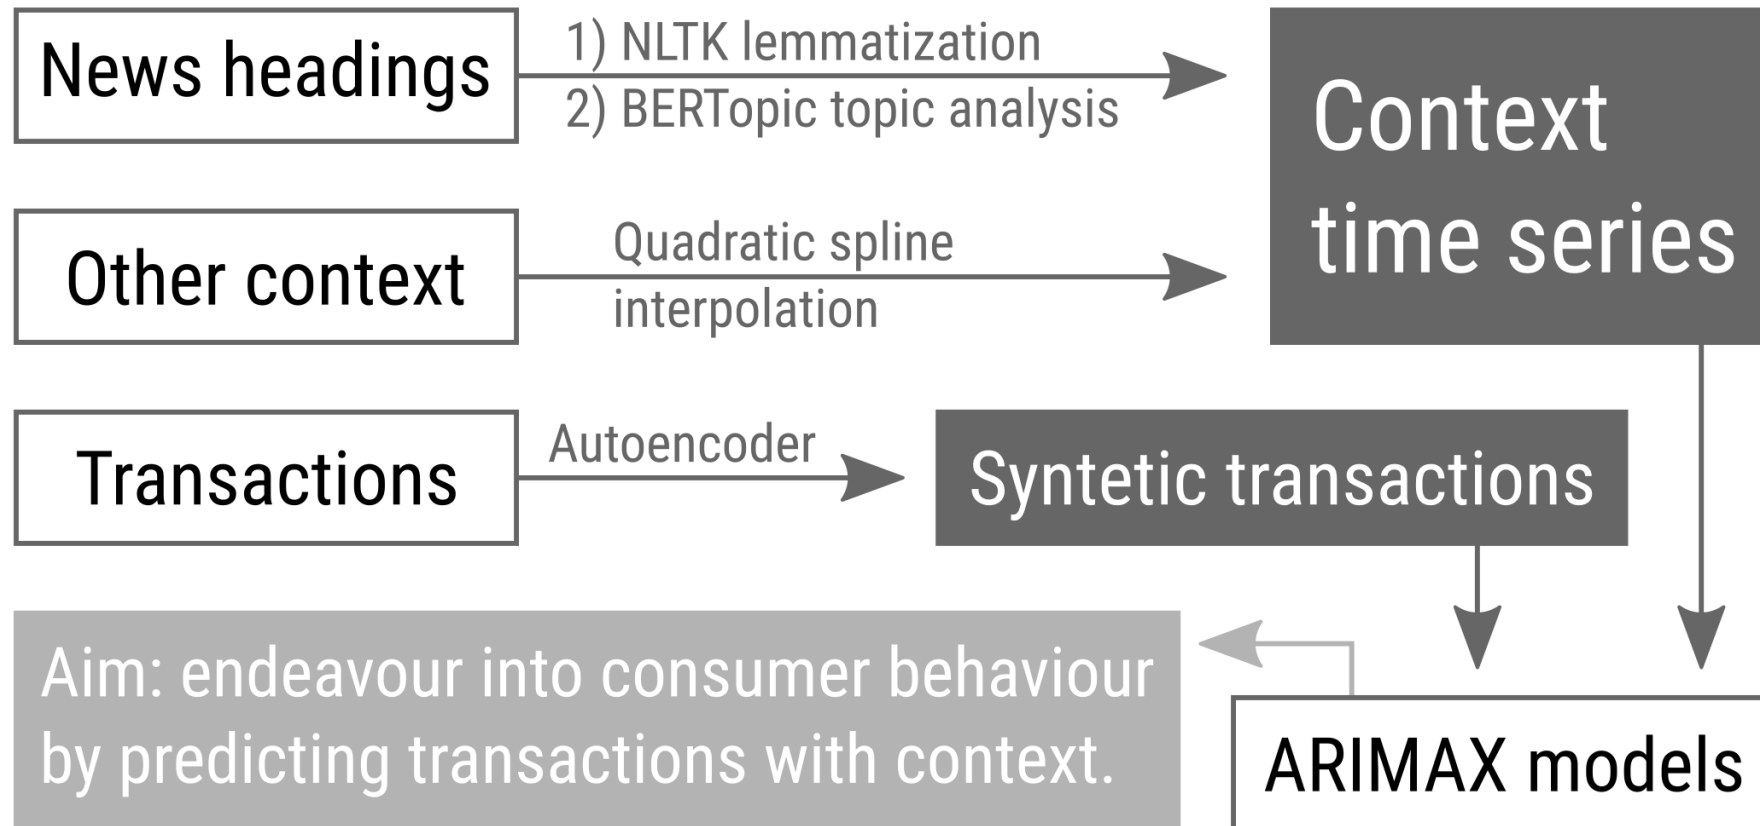 News headings
1) NLTK lemmatization
2) BERTopic topic analysis
Context
time series
Other context
Quadratic spline
interpolation
Transactions
Autoencoder
Syntetic transactions
Aim: endeavour into consumer behaviour
by predicting transactions with context.
ARIMAX models